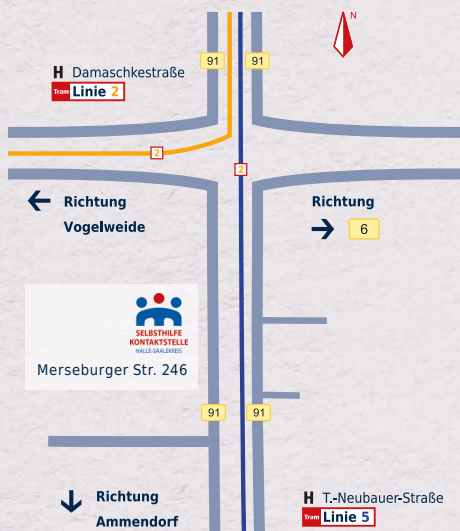 N
91 91
H Damaschkestraße
Tram Linie 2
2
2
Richtung
Vogelweide
Richtung
6
SELBSTHILFE
KONTAKTSTELLE
HALLE-SAALEKREIS
Merseburger Str. 246
91 91
Richtung
Ammendorf
H T.-Neubauer-Straße
Tram Linie 5